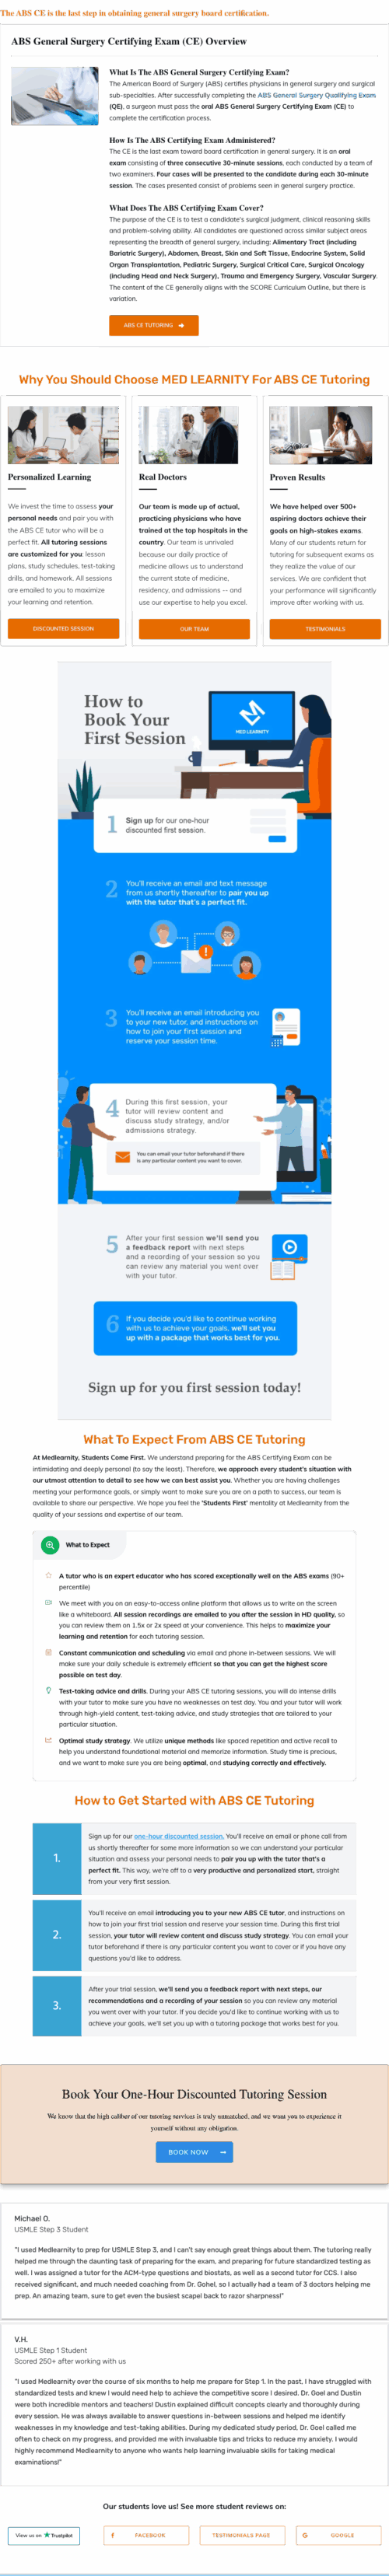 The ABS CE is the last step in obtaining general surgery board certification.
ABS General Surgery Certifying Exam (CE) Overview
What Is The ABS General Surgery Certifying Exam?
The American Board of Surgery (ABS) certifies physicians in general surgery and surgical
sub-specialties. After successfully completing the ABS General Surgery Qualifying Exam
(QE), a surgeon must pass the oral ABS General Surgery Certifying Exam (CE) to
complete the certification process.
How Is The ABS Certifying Exam Administered?
The CE is the last exam toward board certification in general surgery. It is an oral
exam consisting of three consecutive 30-minute sessions, each conducted by a team of
two examiners. Four cases will be presented to the candidate during each 30-minute
session. The cases presented consist of problems seen in general surgery practice.
What Does The ABS Certifying Exam Cover?
The purpose of the CE is to test a candidate's surgical judgment, clinical reasoning skills
and problem-solving ability. All candidates are questioned across similar subject areas
representing the breadth of general surgery, including: Alimentary Tract (including
Bariatric Surgery), Abdomen, Breast, Skin and Soft Tissue, Endocrine System, Solid
Organ Transplantation, Pediatric Surgery, Surgical Critical Care, Surgical Oncology
(including Head and Neck Surgery), Trauma and Emergency Surgery, Vascular Surgery.
The content of the CE generally aligns with the SCORE Curriculum Outline, but there is
variation.
ABS CE TUTORING
Why You Should Choose MED LEARNITY For ABS CE Tutoring
Personalized Learning
We invest the time to assess your
personal needs and pair you with
the ABS CE tutor who will be a
perfect fit. All tutoring sessions
are customized for you: lesson
plans, study schedules, test-taking
drills, and homework. All sessions
are emailed to you to maximize
your learning and retention.
DISCOUNTED SESSION
Real Doctors
Our team is made up of actual,
practicing physicians who have
trained at the top hospitals in the
country. Our team is unrivaled
because our daily practice of
medicine allows us to understand
the current state of medicine,
residency, and admissions -- and
use our expertise to help you excel.
OUR TEAM
Proven Results
We have helped over 500+
aspiring doctors achieve their
goals on high-stakes exams.
Many of our students return for
tutoring for subsequent exams as
they realize the value of our
services. We are confident that
your performance will significantly
improve after working with us.
TESTIMONIALS
How to
Book Your
First Session
MED LEARNITY
1 Sign up for our one-hour
discounted first session.
2 You'll receive an email and text message
from us shortly thereafter to pair you up
with the tutor that's a perfect fit.
3 You'll receive an email introducing you
to your new tutor, and instructions on
how to join your first session and
reserve your session time.
4 During this first session, your
tutor will review content and
discuss study strategy, and/or
admissions strategy.
You can email your tutor beforehand if there
is any particular content you want to cover.
5 After your first session we'll send you
a feedback report with next steps
and a recording of your session so you
can review any material you went over
with your tutor.
6 If you decide you'd like to continue working
with us to achieve your goals, we'll set you
up with a package that works best for you.
Sign up for you first session today!
What To Expect From ABS CE Tutoring
At Medlearnity, Students Come First. We understand preparing for the ABS Certifying Exam can be
intimidating and deeply personal (to say the least). Therefore, we approach every student's situation with
our utmost attention to detail to see how we can best assist you. Whether you are having challenges
meeting your performance goals, or simply want to make sure you are on a path to success, our team is
available to share our perspective. We hope you feel the 'Students First' mentality at Medlearnity from the
quality of your sessions and expertise of our team.
What to Expect
A tutor who is an expert educator who has scored exceptionally well on the ABS exams (90+
percentile)
We meet with you on an easy-to-access online platform that allows us to write on the screen
like a whiteboard. All session recordings are emailed to you after the session in HD quality, so
you can review them on 1.5x or 2x speed at your convenience. This helps to maximize your
learning and retention for each tutoring session.
Constant communication and scheduling via email and phone in-between sessions. We will
make sure your daily schedule is extremely efficient so that you can get the highest score
possible on test day.
Test-taking advice and drills. During your ABS CE tutoring sessions, you will do intense drills
with your tutor to make sure you have no weaknesses on test day. You and your tutor will work
through high-yield content, test-taking advice, and study strategies that are tailored to your
particular situation.
Optimal study strategy. We utilize unique methods like spaced repetition and active recall to
help you understand foundational material and memorize information. Study time is precious,
and we want to make sure you are being optimal, and studying correctly and effectively.
How to Get Started with ABS CE Tutoring
1.
Sign up for our one-hour discounted session. You'll receive an email or phone call from
us shortly thereafter for some more information so we can understand your particular
situation and assess your personal needs to pair you up with the tutor that's a
perfect fit. This way, we're off to a very productive and personalized start, straight
from your very first session.
2.
You'll receive an email introducing you to your new ABS CE tutor, and instructions on
how to join your first trial session and reserve your session time. During this first trial
session, your tutor will review content and discuss study strategy. You can email your
tutor beforehand if there is any particular content you want to cover or if you have any
questions you'd like to address.
3.
After your trial session, we'll send you a feedback report with next steps, our
recommendations and a recording of your session so you can review any material
you went over with your tutor. If you decide you'd like to continue working with us to
achieve your goals, we'll set you up with a tutoring package that works best for you.
Book Your One-Hour Discounted Tutoring Session
We know that the high caliber of our tutoring services is truly unmatched, and we want you to experience it
yourself without any obligation.
BOOK NOW
Michael O.
USMLE Step 3 Student
"I used Medlearnity to prep for USMLE Step 3, and I can't say enough great things about them. The tutoring really
helped me through the daunting task of preparing for the exam, and preparing for future standardized testing as
well. I was assigned a tutor for the ACM-type questions and biostats, as well as a second tutor for CCS. I also
received significant, and much needed coaching from Dr. Gohel, so I actually had a team of 3 doctors helping me
prep. An amazing team, sure to get even the busiest scapel back to razor sharpness!"
V.H.
USMLE Step 1 Student
Scored 250+ after working with us
"I used Medlearnity over the course of six months to help me prepare for Step 1. In the past, I have struggled with
standardized tests and knew I would need help to achieve the competitive score I desired. Dr. Goel and Dustin
were both incredible mentors and teachers! Dustin explained difficult concepts clearly and thoroughly during
every session. He was always available to answer questions in-between sessions and helped me identify
weaknesses in my knowledge and test-taking abilities. During my dedicated study period, Dr. Goel called me
often to check on my progress, and provided me with invaluable tips and tricks to reduce my anxiety. I would
highly recommend Medlearnity to anyone who wants help learning invaluable skills for taking medical
examinations!"
Our students love us! See more student reviews on:
View us on Trustpilot
FACEBOOK
TESTIMONIALS PAGE
GOOGLE